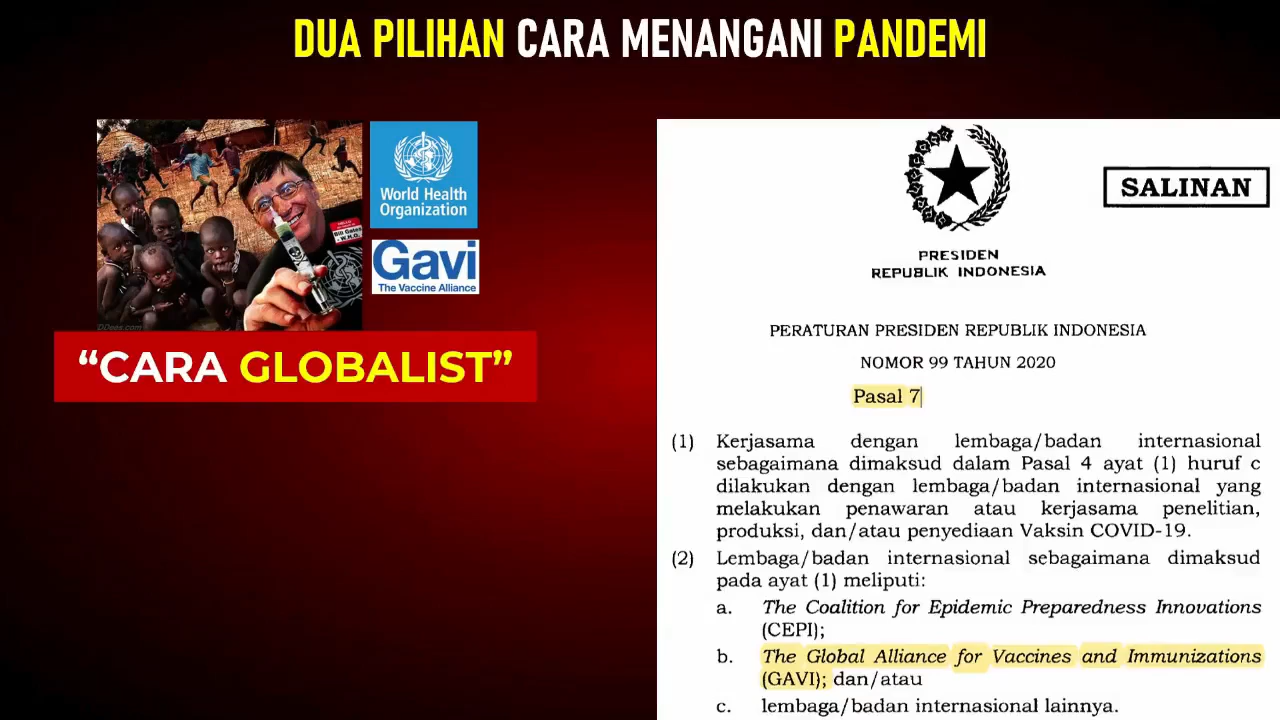 DUA PILIHAN CARA MENANGANI PANDEMI
World Health
Organization
Gavi
The Vaccine Alliance
Bill Gates
- W.H.O.
DDees.com
“CARA GLOBALIST”
SALINAN
PRESIDEN
REPUBLIK INDONESIA
PERATURAN PRESIDEN REPUBLIK INDONESIA
NOMOR 99 TAHUN 2020
Pasal 7
(1) Kerjasama dengan lembaga/badan internasional
sebagaimana dimaksud dalam Pasal 4 ayat (1) huruf c
dilakukan dengan lembaga/badan internasional yang
melakukan penawaran atau kerjasama penelitian,
produksi, dan/atau penyediaan Vaksin COVID-19.
(2) Lembaga/badan internasional sebagaimana dimaksud
pada ayat (1) meliputi:
a. The Coalition for Epidemic Preparedness Innovations
(CEPI);
b. The Global Alliance for Vaccines and Immunizations
(GAVI); dan/atau
c. lembaga/badan internasional lainnya.